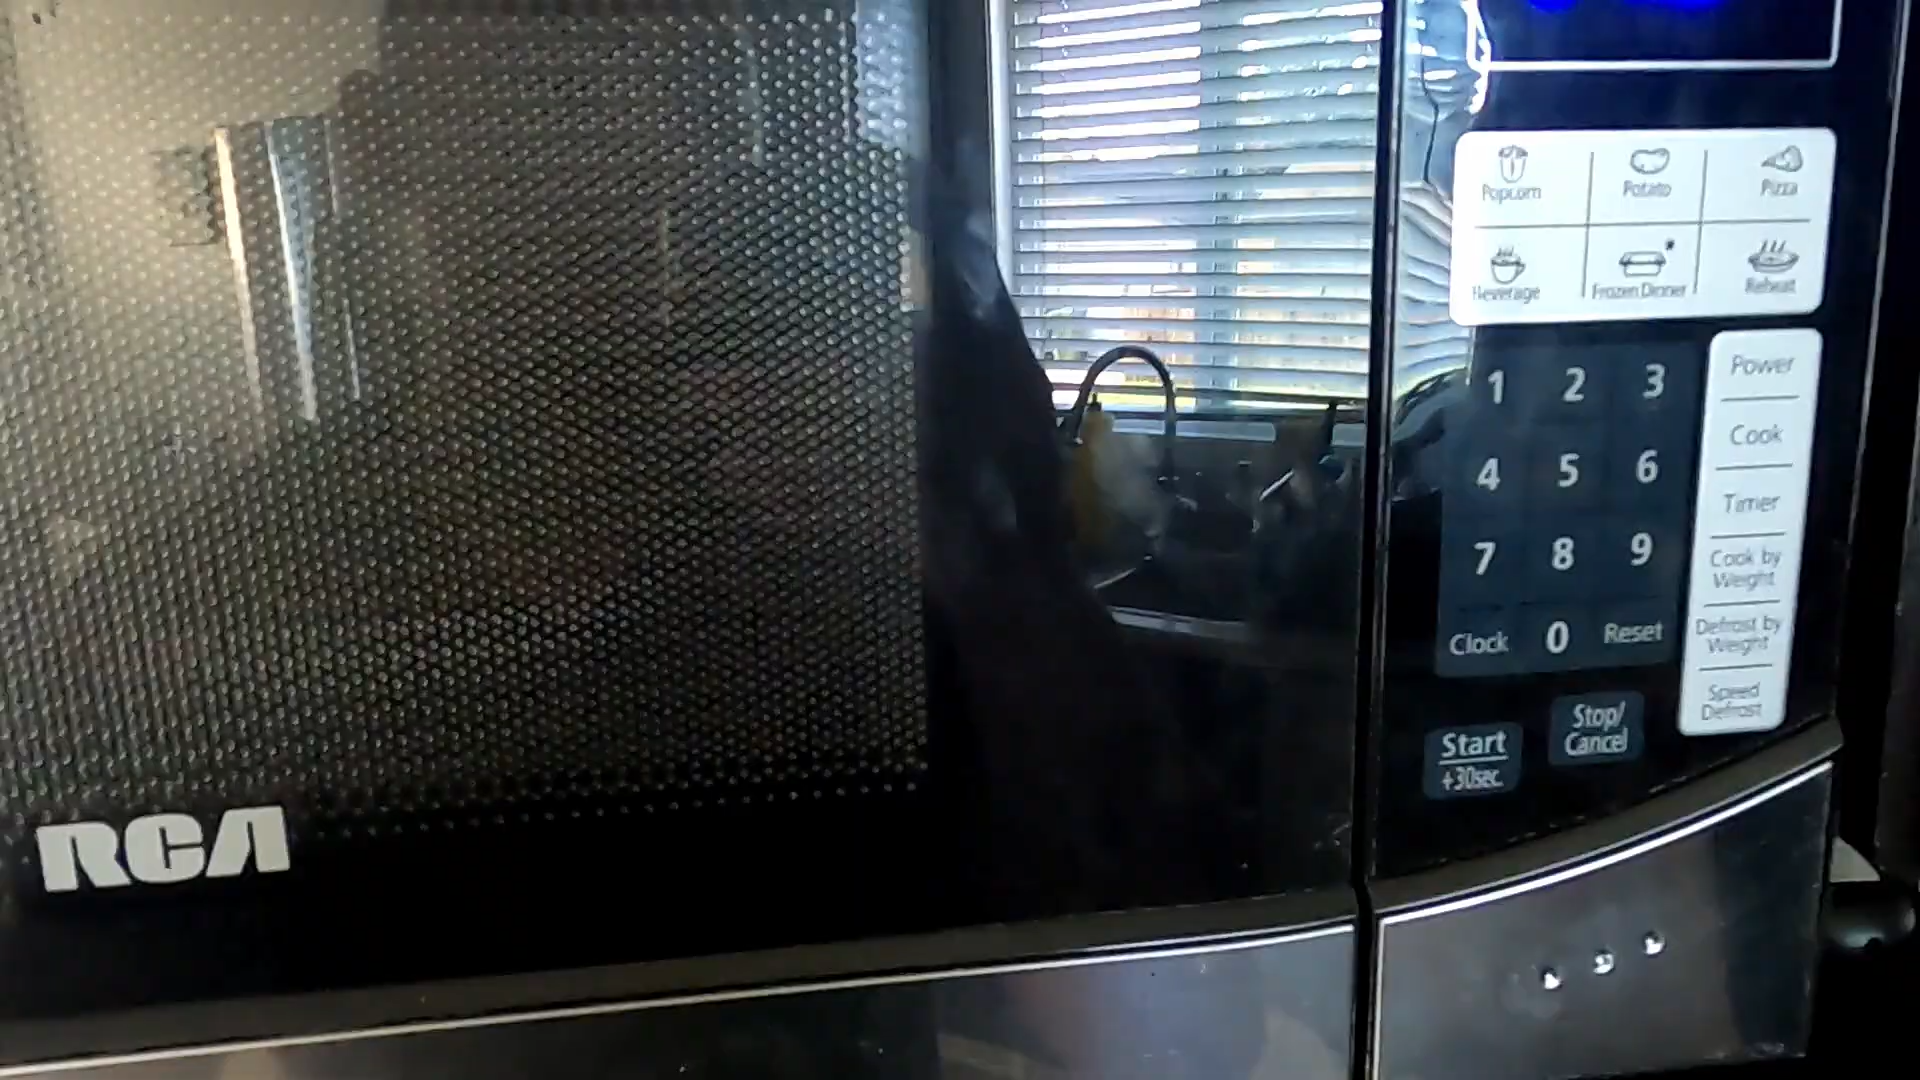 Popcorn Potato Pizza
Beverage Frozen Dinner Reheat
1 2 3
4 5 6
7 8 9
Clock 0 Reset
Power
Cook
Timer
Cook by
Weight
Defrost by
Weight
Speed
Defrost
Start
+30sec.
Stop/
Cancel
RCA